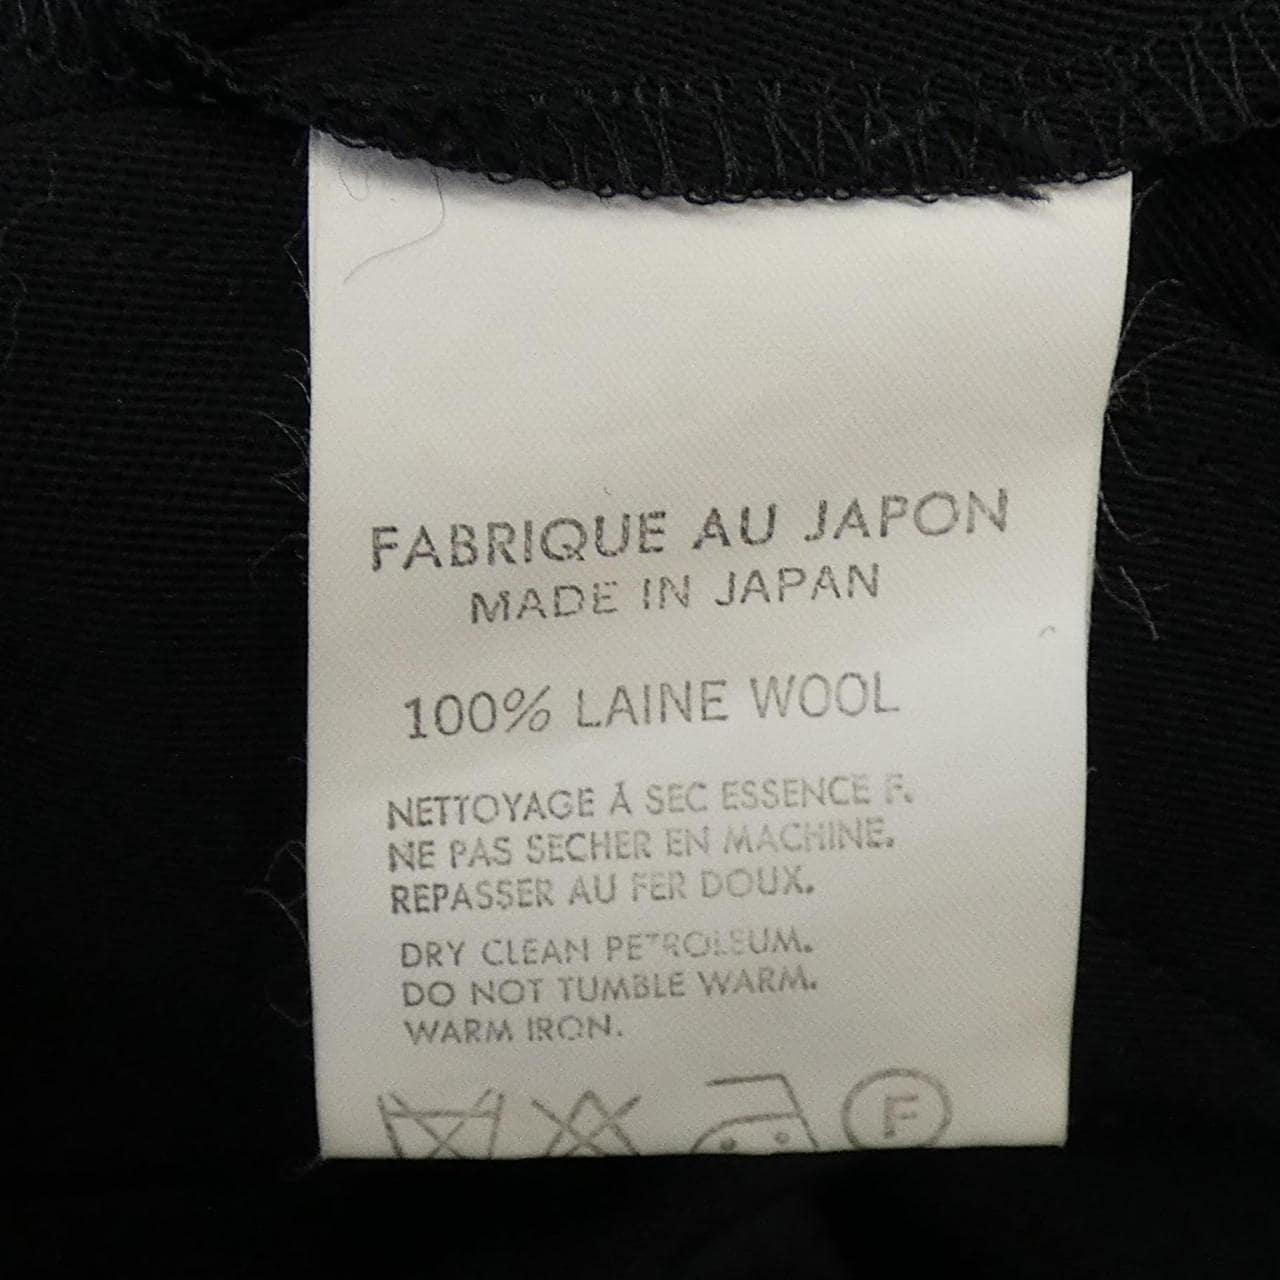 FABRIQUE AU JAPON
MADE IN JAPAN
100% LAINE WOOL
NETTOYAGE À SEC ESSENCE F.
NE PAS SECHER EN MACHINE.
REPASSER AU FER DOUX.
DRY CLEAN PETROLEUM.
DO NOT TUMBLE WARM.
WARM IRON.
F